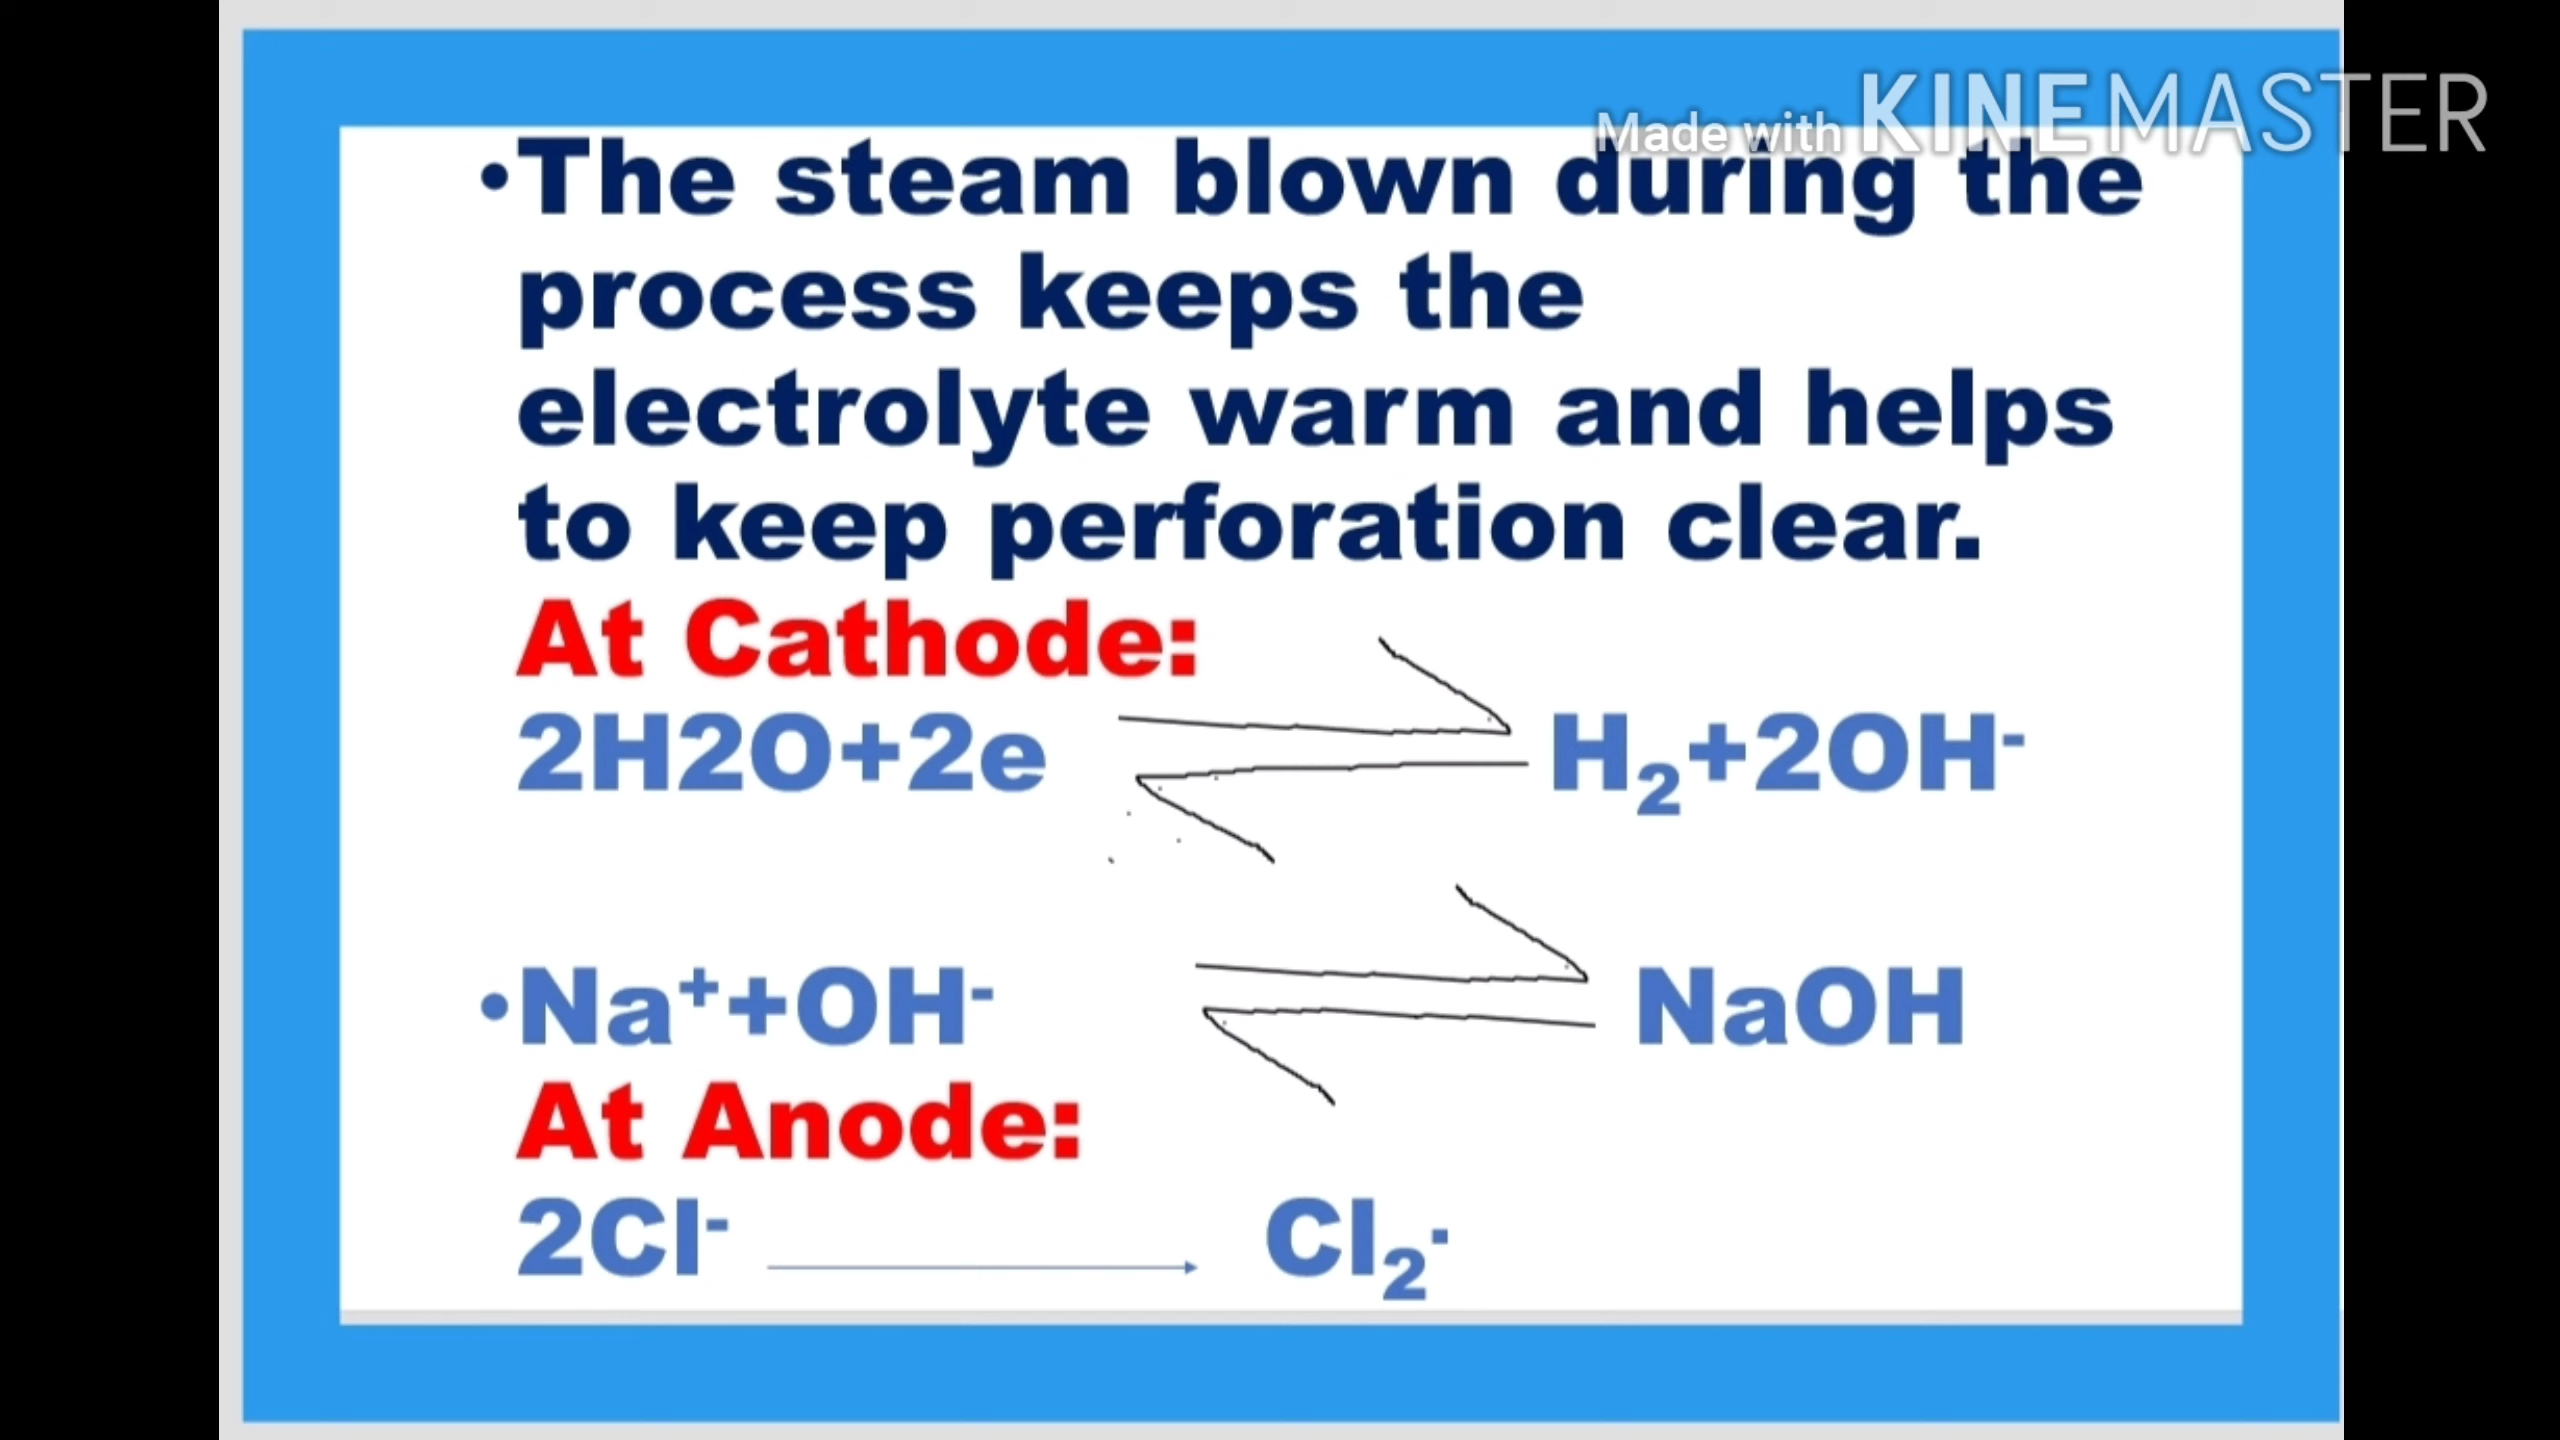 Made with KINEMASTER
•The steam blown during the
process keeps the
electrolyte warm and helps
to keep perforation clear.
At Cathode:
2H2O+2e ⇌ H₂+2OH⁻
•Na⁺+OH⁻ ⇌ NaOH
At Anode:
2Cl⁻ → Cl₂·